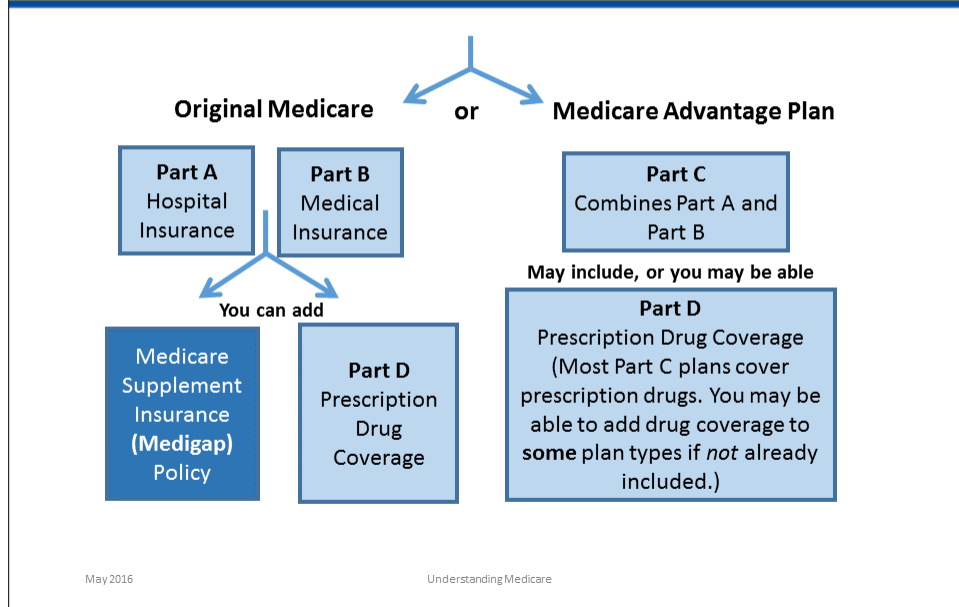 Original Medicare
or
Medicare Advantage Plan
Part A
Hospital
Insurance
Part B
Medical
Insurance
Part C
Combines Part A and
Part B
You can add
May include, or you may be able
Medicare
Supplement
Insurance
(Medigap)
Policy
Part D
Prescription
Drug
Coverage
Part D
Prescription Drug Coverage
(Most Part C plans cover
prescription drugs. You may be
able to add drug coverage to
some plan types if not already
included.)
May 2016
Understanding Medicare